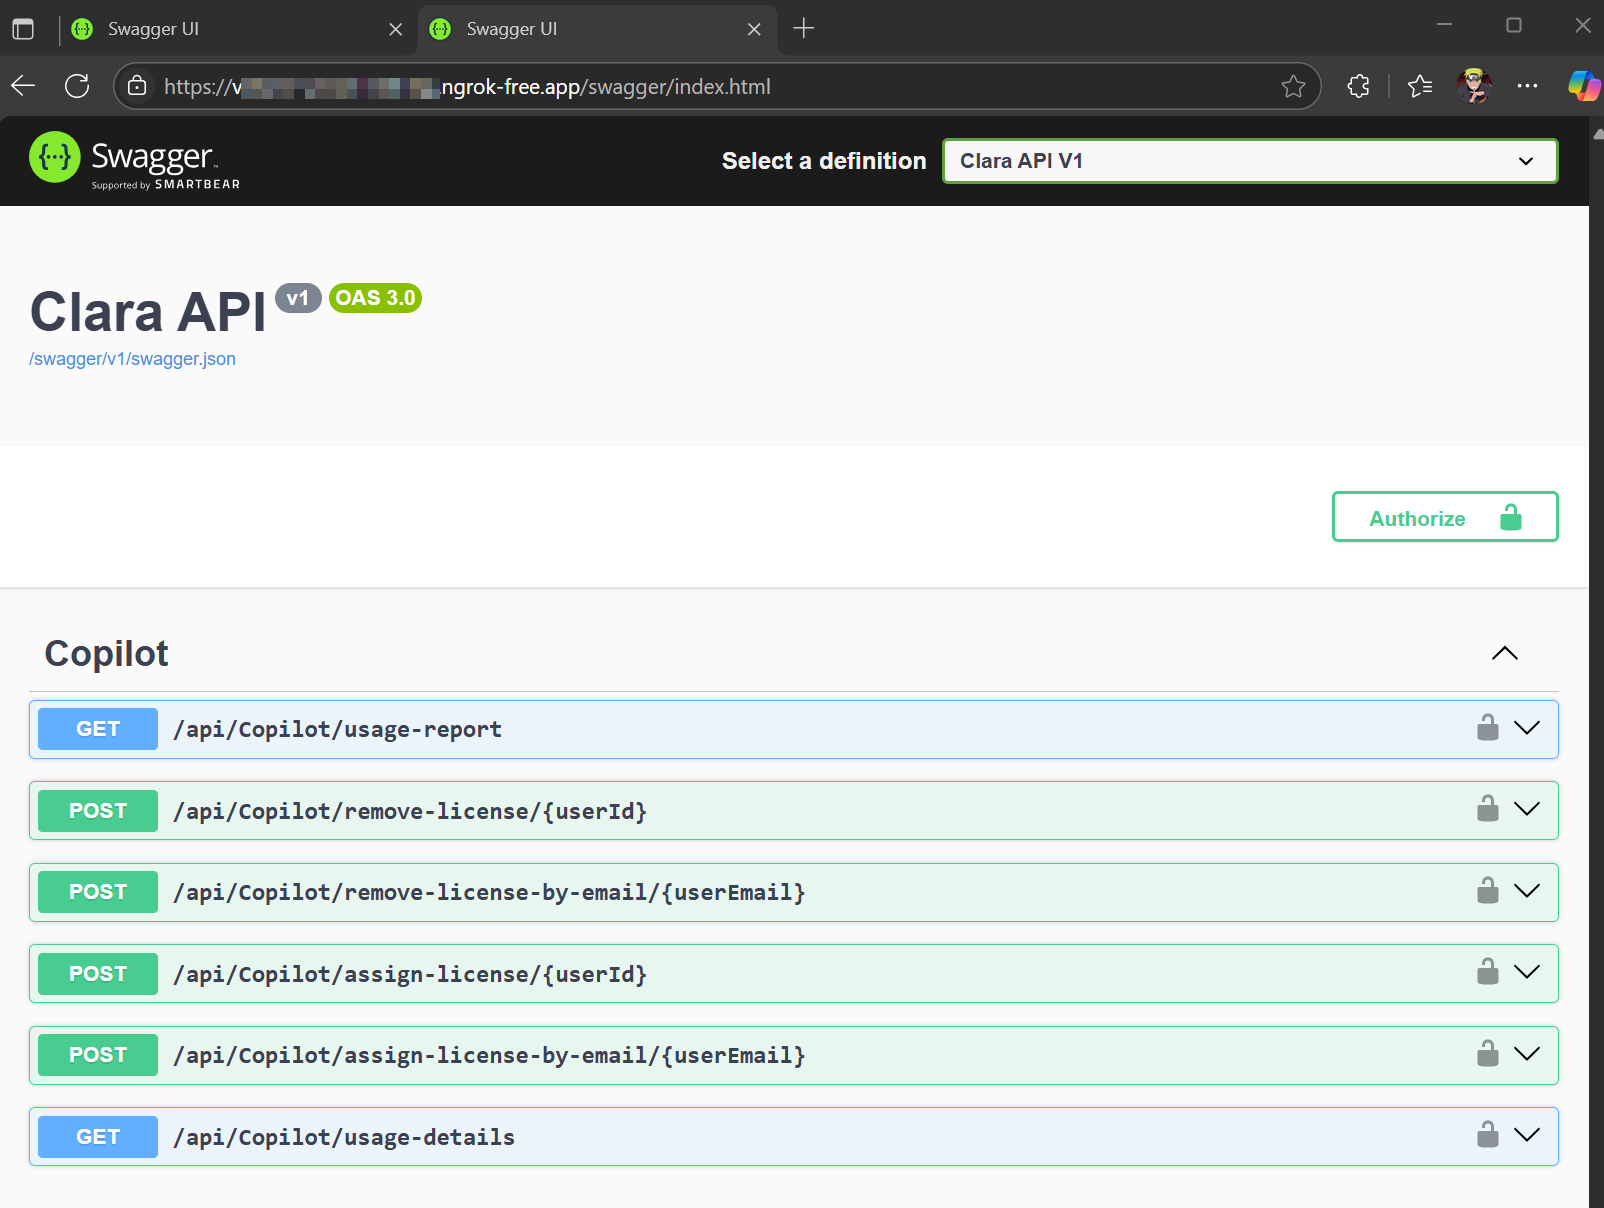 Swagger UI
Swagger UI
https://v ngrok-free.app/swagger/index.html
Swagger
Supported by SMARTBEAR
Select a definition
Clara API V1
Clara API v1 OAS 3.0
/swagger/v1/swagger.json
Authorize
Copilot
GET /api/Copilot/usage-report
POST /api/Copilot/remove-license/{userId}
POST /api/Copilot/remove-license-by-email/{userEmail}
POST /api/Copilot/assign-license/{userId}
POST /api/Copilot/assign-license-by-email/{userEmail}
GET /api/Copilot/usage-details